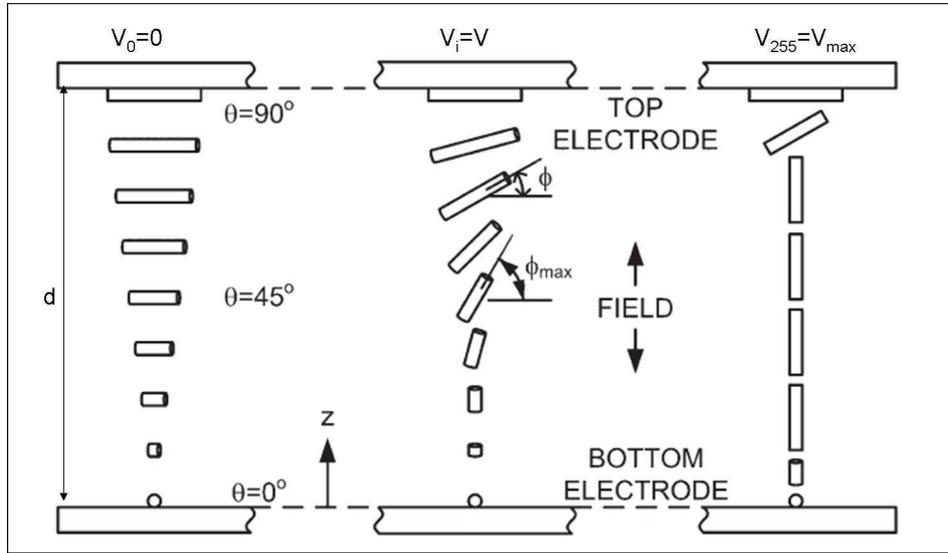 V₀=0
Vᵢ=V
V₂₅₅=Vₘₐₓ
θ=90°
TOP
ELECTRODE
ϕ
ϕₘₐₓ
d
θ=45°
FIELD
z
BOTTOM
ELECTRODE
θ=0°